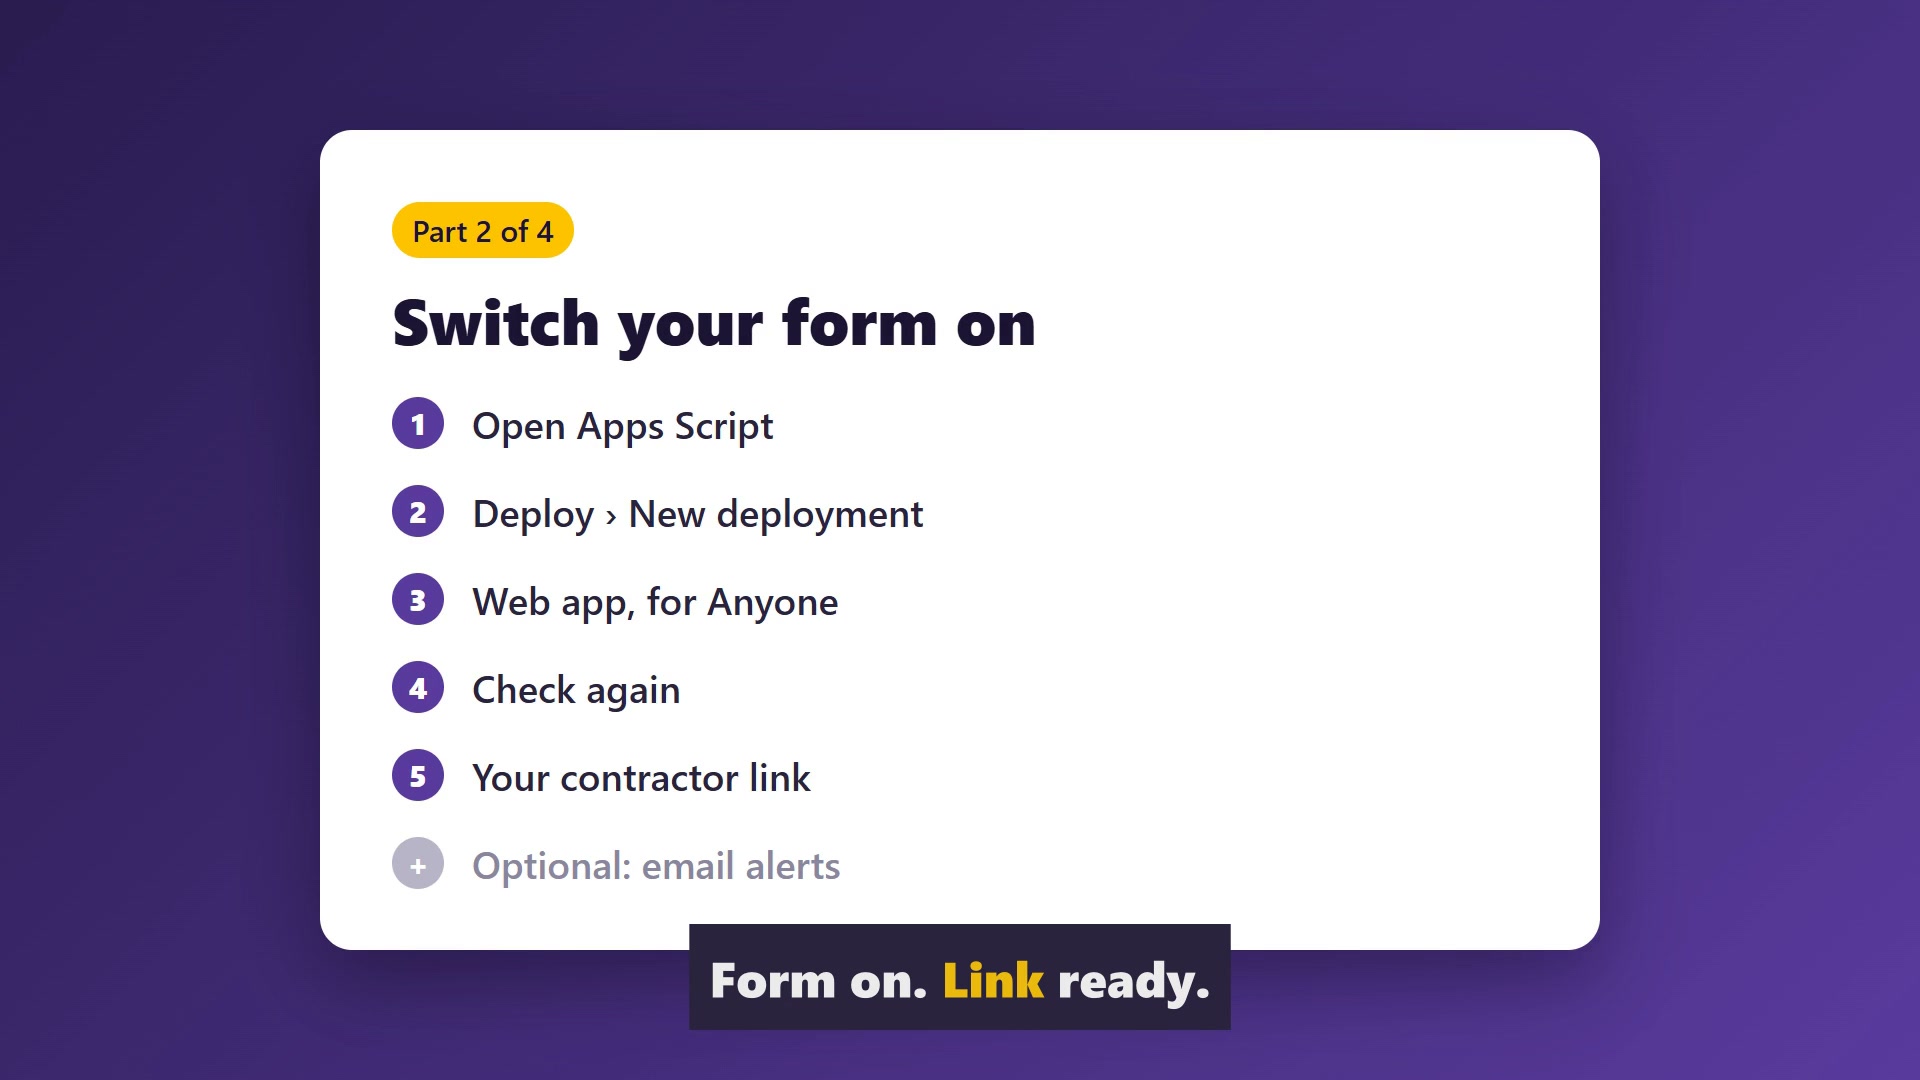 Part 2 of 4
Switch your form on
1 Open Apps Script
2 Deploy › New deployment
3 Web app, for Anyone
4 Check again
5 Your contractor link
+ Optional: email alerts
Form on. Link ready.